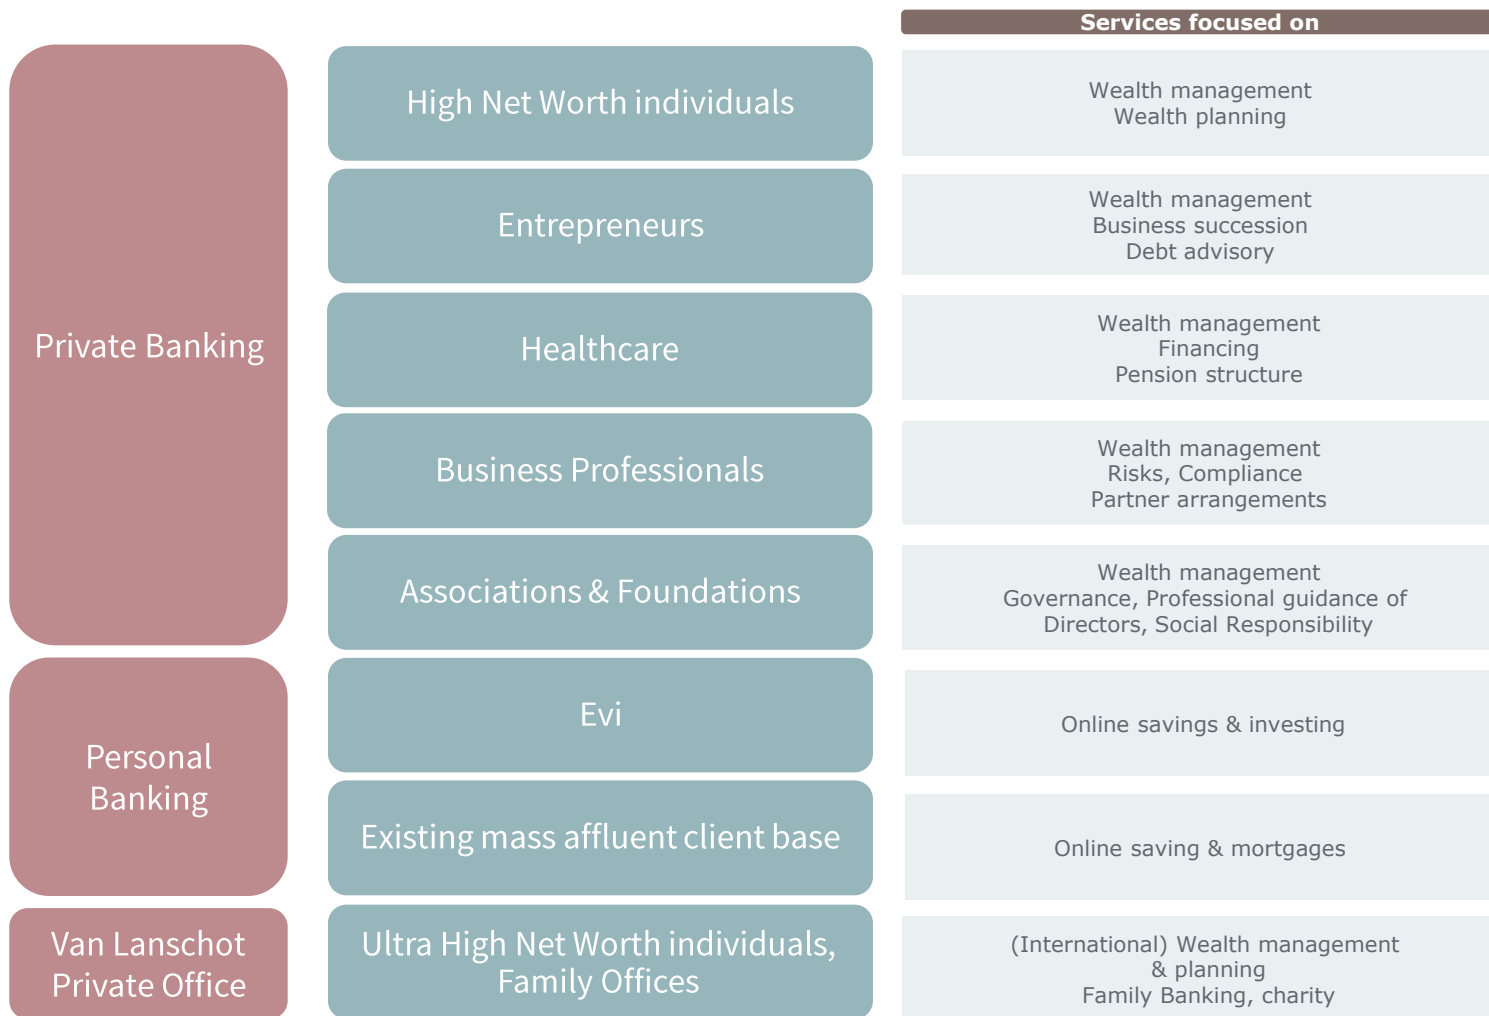 Services focused on
Private Banking
High Net Worth individuals
Wealth management
Wealth planning
Entrepreneurs
Wealth management
Business succession
Debt advisory
Healthcare
Wealth management
Financing
Pension structure
Business Professionals
Wealth management
Risks, Compliance
Partner arrangements
Associations & Foundations
Wealth management
Governance, Professional guidance of
Directors, Social Responsibility
Personal
Banking
Evi
Online savings & investing
Existing mass affluent client base
Online saving & mortgages
Van Lanschot
Private Office
Ultra High Net Worth individuals,
Family Offices
(International) Wealth management
& planning
Family Banking, charity